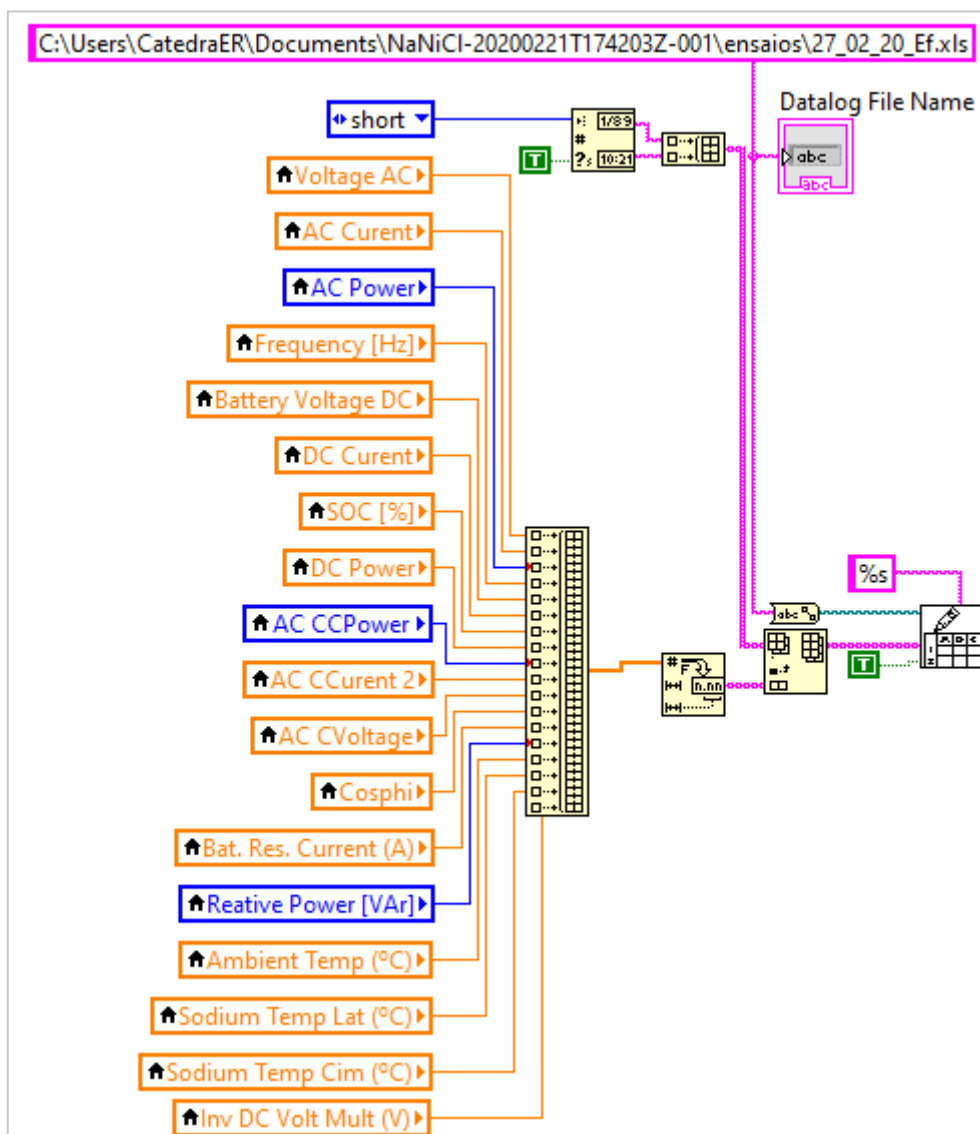 C:\Users\CatedraER\Documents\NaNiCl-20200221T174203Z-001\ensaios\27_02_20_Ef.xls
Datalog File Name
short
1/89
#
T
?s 10:21
abc
abc
Voltage AC
AC Curent
AC Power
Frequency [Hz]
Battery Voltage DC
DC Curent
SOC [%]
DC Power
%s
AC CCPower
abc
#
T
n.nn
AC CCurent 2
AC CVoltage
Cosphi
Bat. Res. Current (A)
Reative Power [VAr]
Ambient Temp (ºC)
Sodium Temp Lat (ºC)
Sodium Temp Cim (ºC)
Inv DC Volt Mult (V)